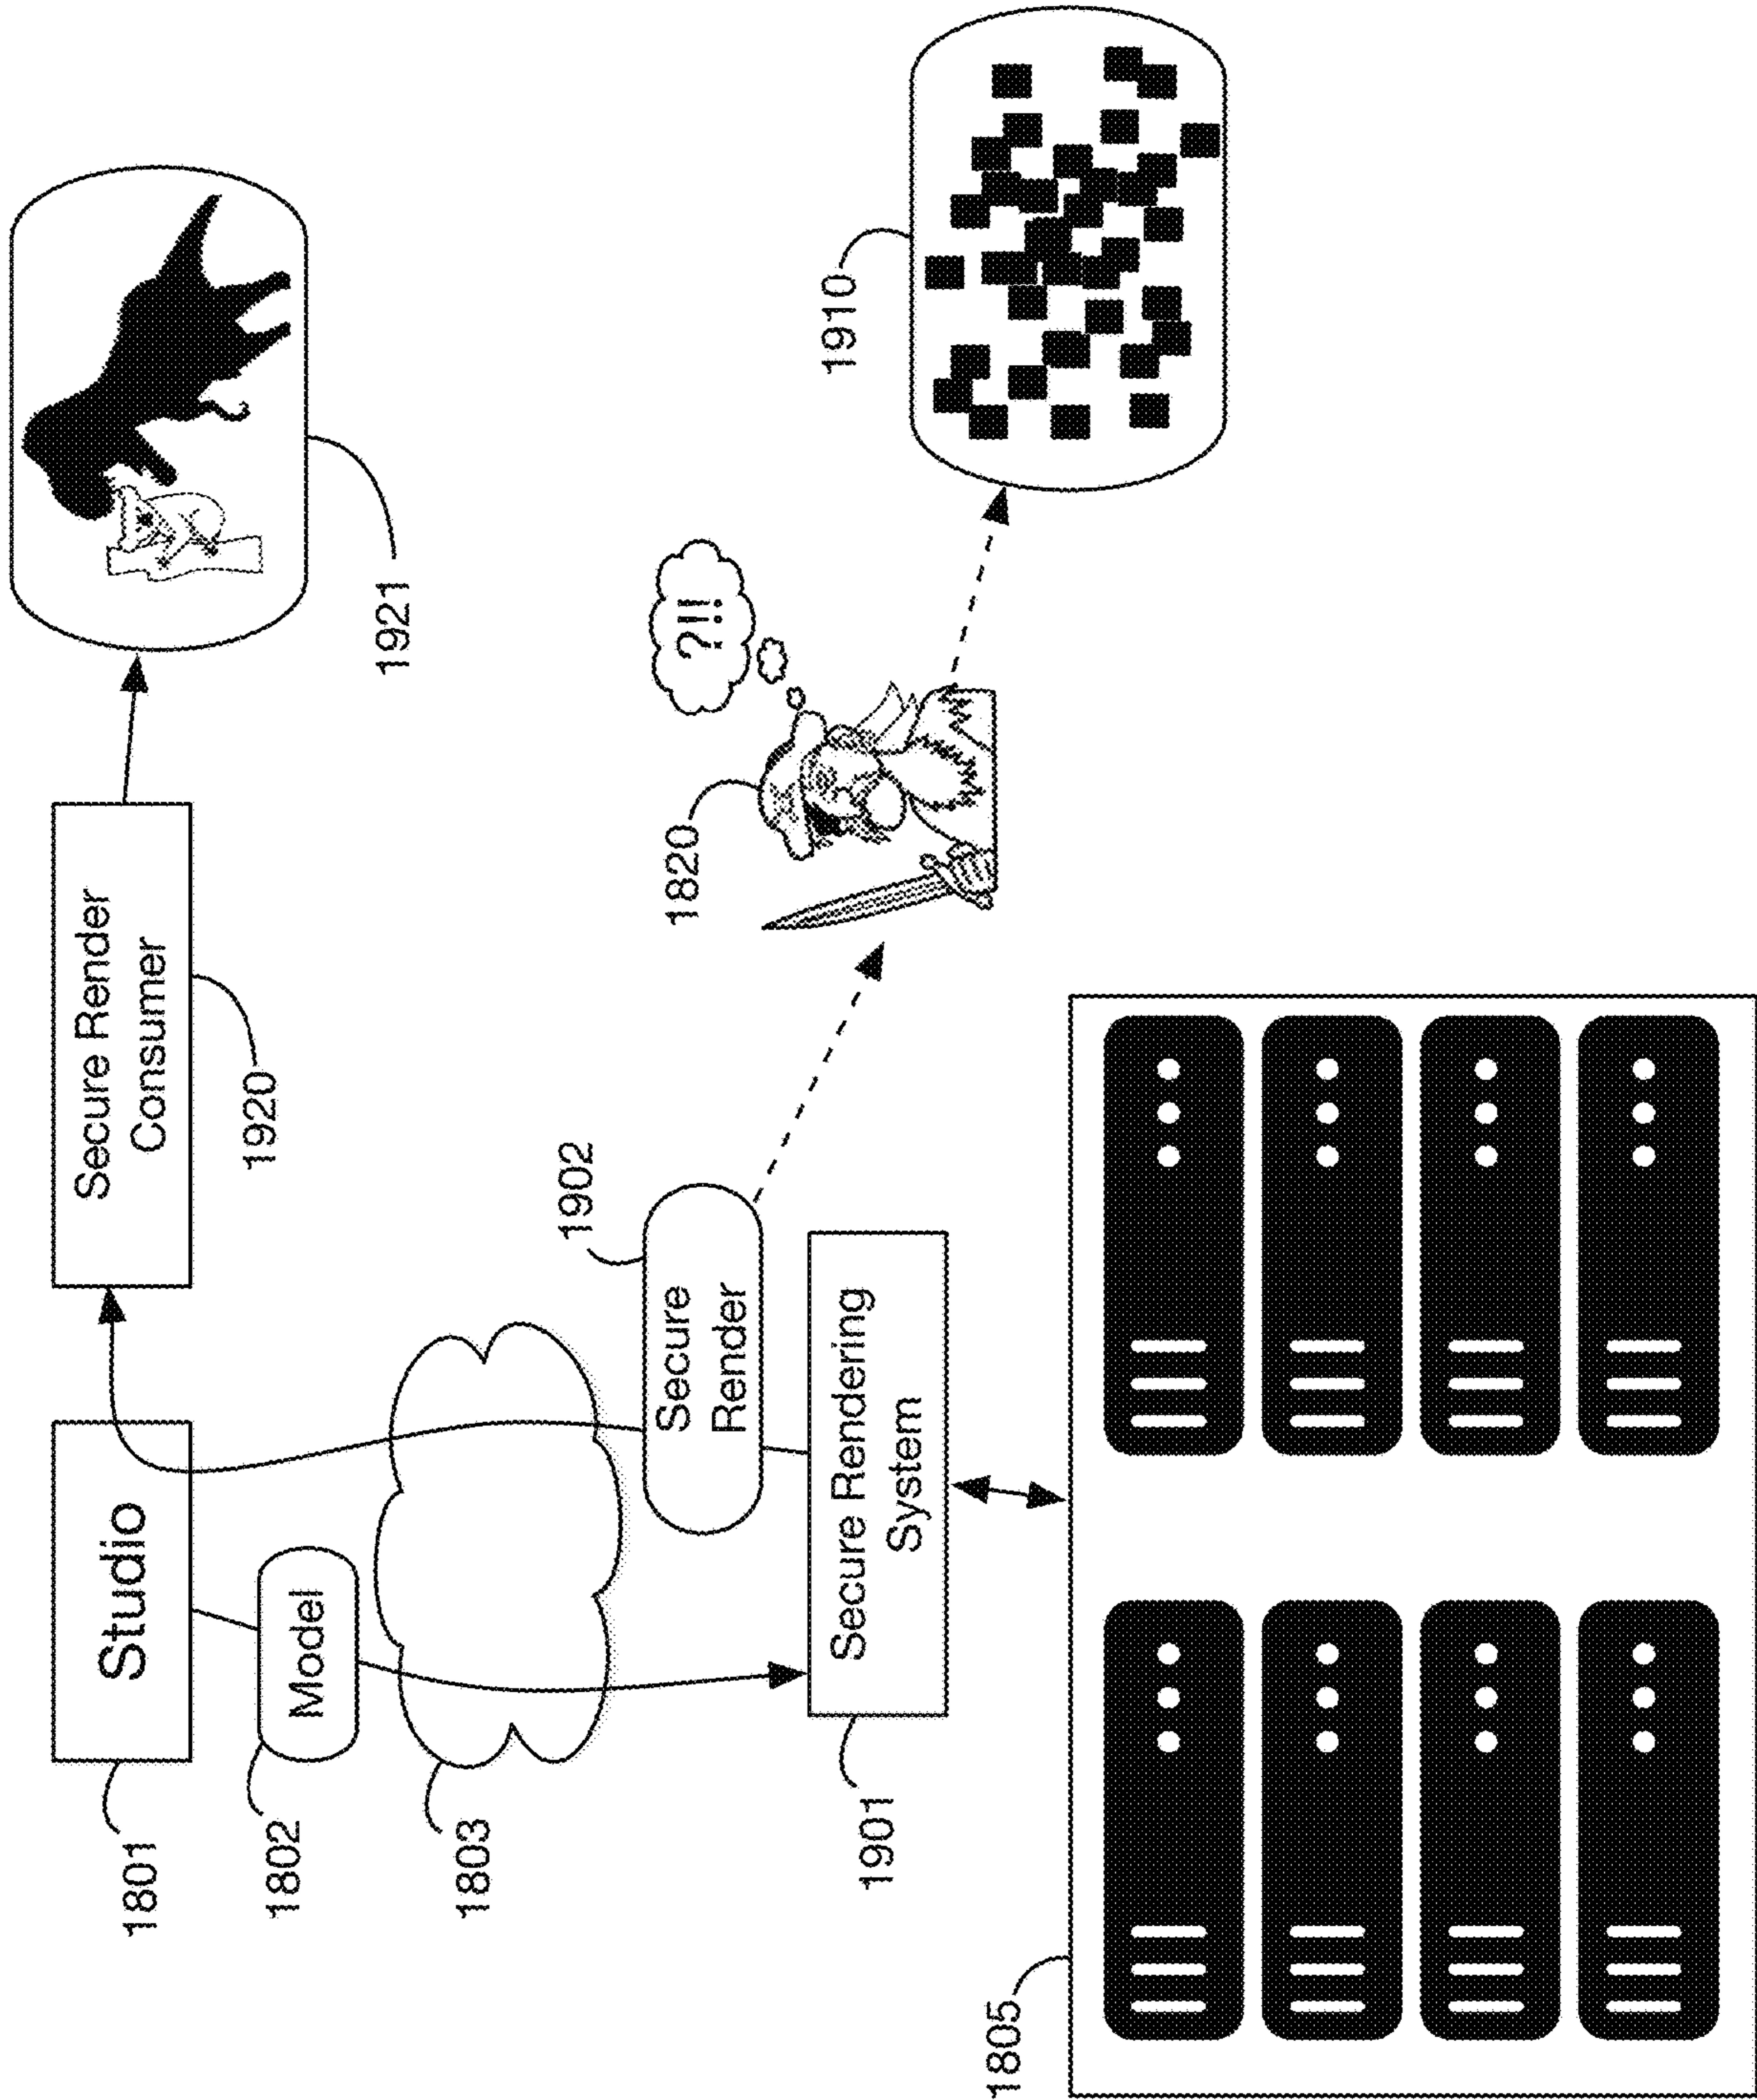 1801
Studio
1802
Model
1803
1901
Secure Rendering
System
1902
Secure
Render
1920
Secure Render
Consumer
1921
1820
?!!
1910
1805